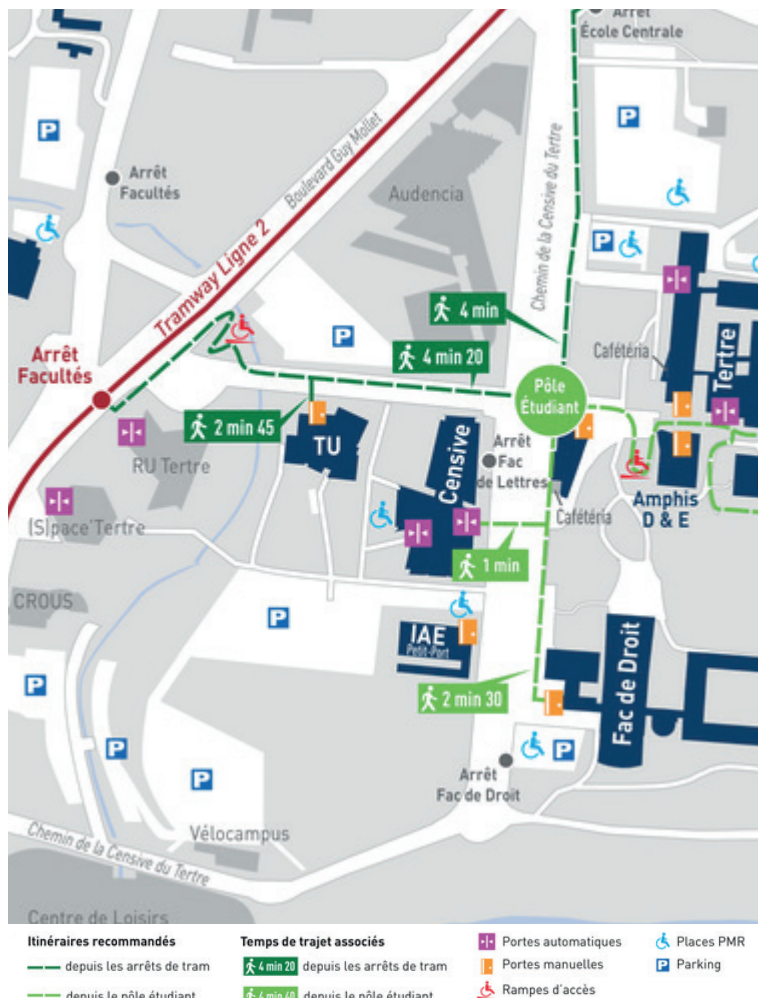 Arrêt
École Centrale
P
P
Arrêt
Facultés
Boulevard Guy Mollet
Tramway Ligne 2
Audencia
Chemin de la Censive du Tertre
P
4 min
P
4 min 20
Cafétéria
Tertre
Arrêt
Facultés
Pôle
Étudiant
2 min 45
TU
RU Tertre
Censive
Arrêt
Fac
de Lettres
Cafétéria
Amphis
D & E
(S)pace'Tertre
1 min
CROUS
P
IAE
Petit-Port
P
2 min 30
Fac de Droit
P
P
P
Arrêt
Fac de Droit
Vélocampus
Chemin de la Censive du Tertre
Centre de Loisirs
Itinéraires recommandés
depuis les arrêts de tram
depuis le pôle étudiant
Temps de trajet associés
4 min 20 depuis les arrêts de tram
4 min 40 depuis le pôle étudiant
Portes automatiques
Portes manuelles
Rampes d'accès
Places PMR
P Parking